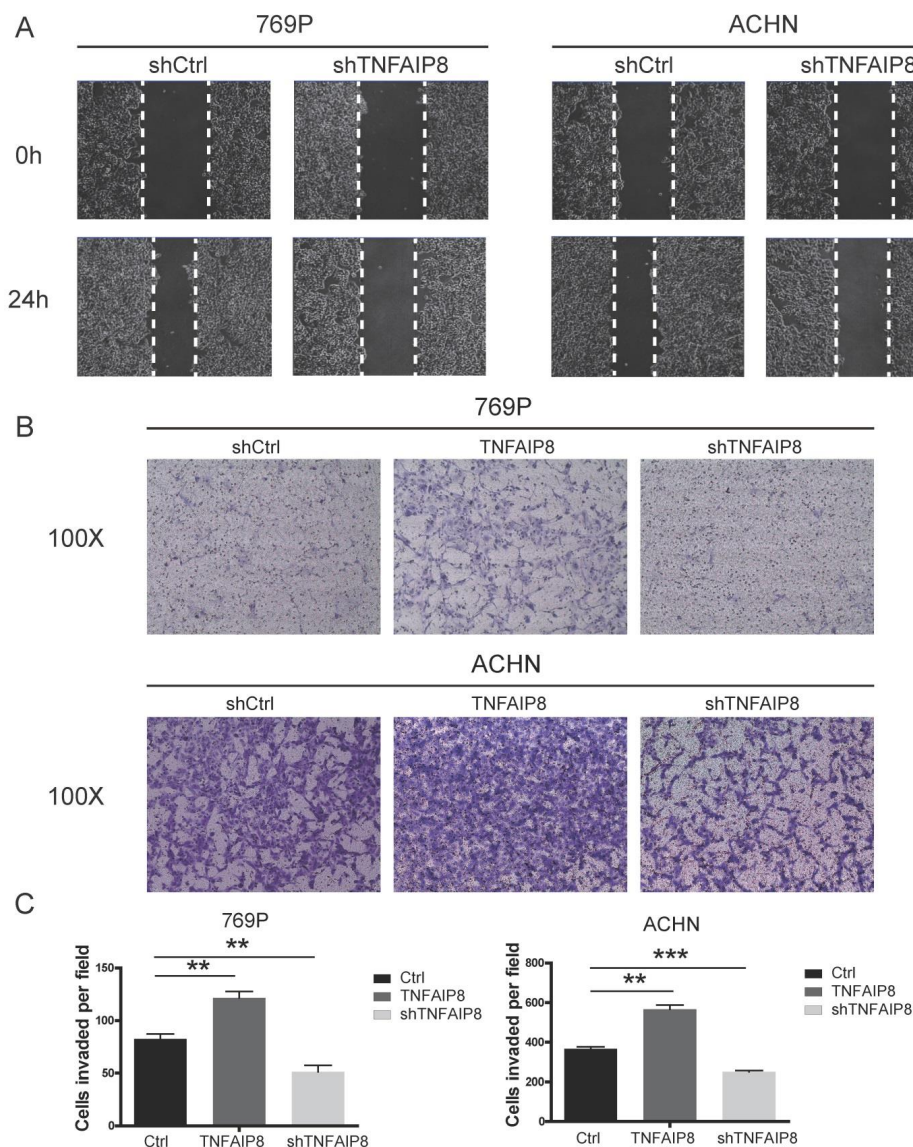 A
769P
ACHN
shCtrl
shTNFAIP8
shCtrl
shTNFAIP8
0h
24h
B
769P
shCtrl
TNFAIP8
shTNFAIP8
100X
ACHN
shCtrl
TNFAIP8
shTNFAIP8
100X
C
769P
Cells invaded per field
150
100
50
0
**
**
Ctrl
TNFAIP8
shTNFAIP8
Ctrl
TNFAIP8
shTNFAIP8
ACHN
Cells invaded per field
800
600
400
200
0
***
**
Ctrl
TNFAIP8
shTNFAIP8
Ctrl
TNFAIP8
shTNFAIP8